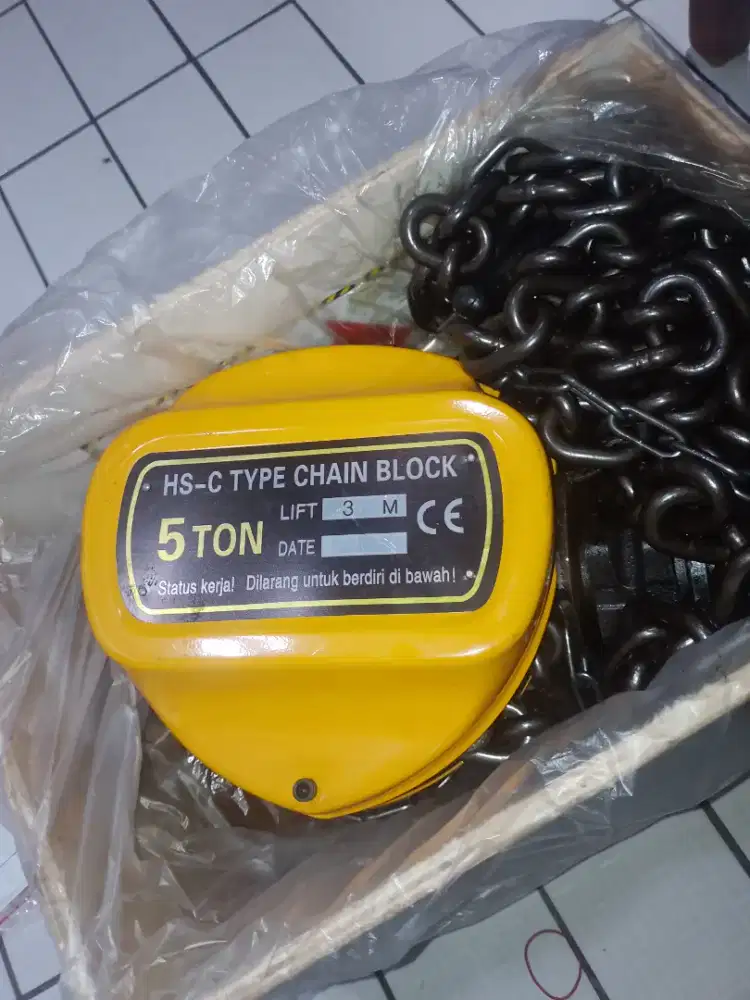 HS-C TYPE CHAIN BLOCK
5 TON
LIFT 3 M
CE
DATE
Status kerja! Dilarang untuk berdiri di bawah!